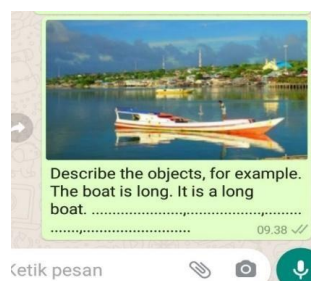 Describe the objects, for example.
The boat is long. It is a long
boat. ........................,......................,.........
........,............................
09.38
Ketik pesan